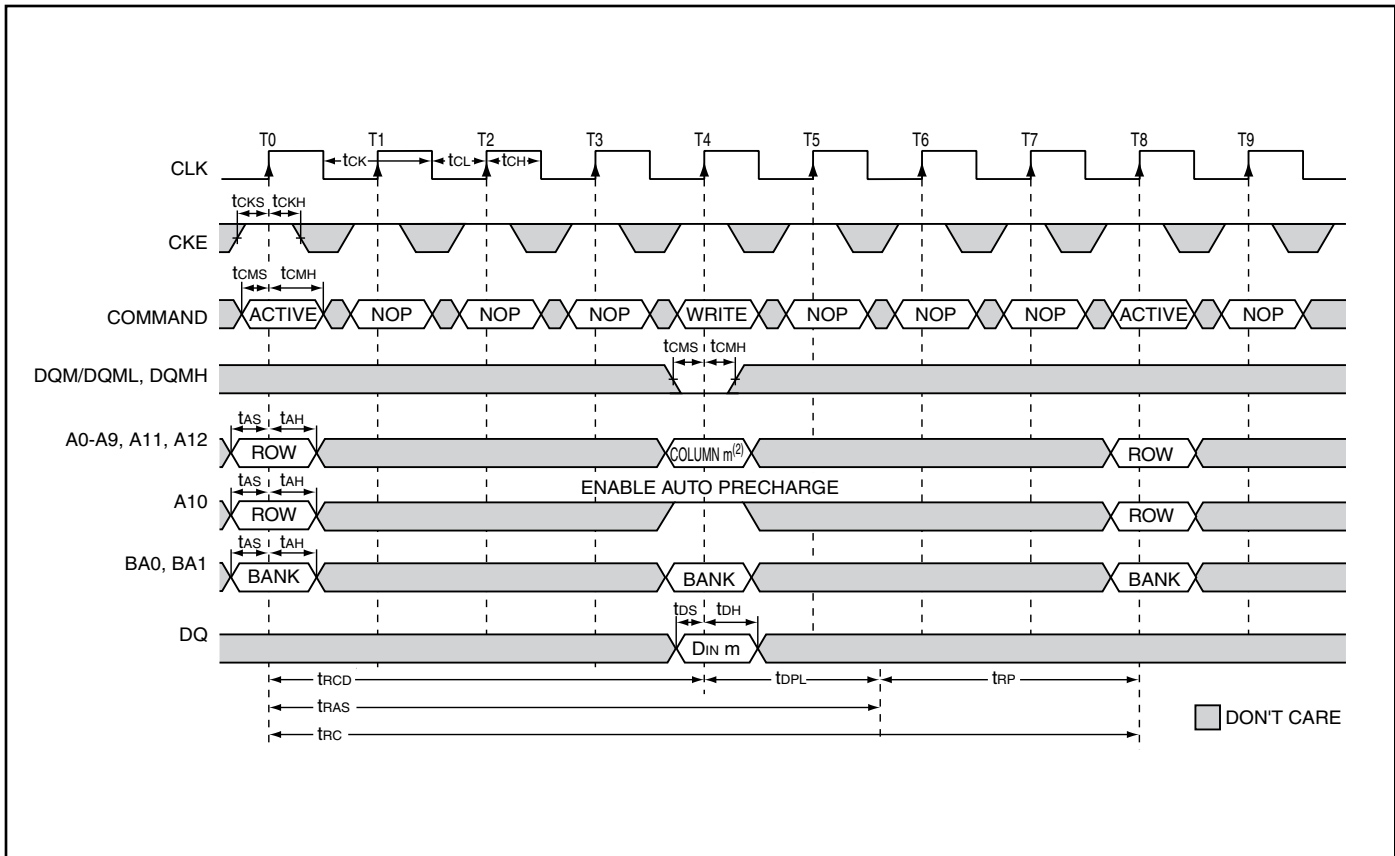 T0 T1 T2 T3 T4 T5 T6 T7 T8 T9
CLK tCK tCL tCH
tCKS tCKH
CKE
tCMS tCMH
COMMAND ACTIVE NOP NOP NOP WRITE NOP NOP NOP ACTIVE NOP
tCMS tCMH
DQM/DQML, DQMH
tAS tAH
A0-A9, A11, A12 ROW COLUMN m(2) ROW
tAS tAH ENABLE AUTO PRECHARGE
A10 ROW ROW
tAS tAH
BA0, BA1 BANK BANK BANK
tDS tDH
DQ DIN m
tRCD tDPL tRP
tRAS
tRC
DON'T CARE